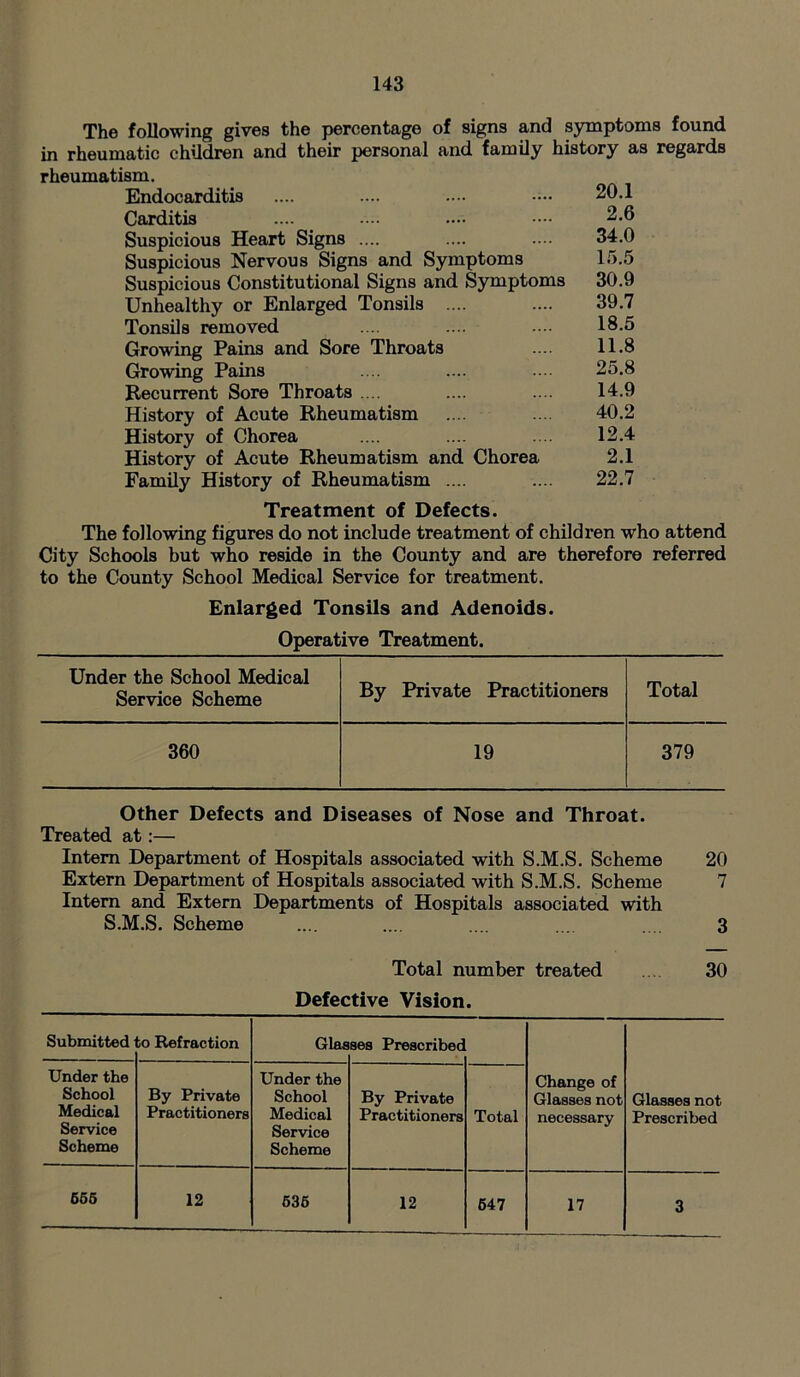 143
The following gives the percentage of signs and symptoms found
in rheumatic children and their personal and family history as regards
rheumatism.
Endocarditis .... .... .... .... 20.1
Carditis .... .... .... .... 2.6
Suspicious Heart Signs .... .... .... 34.0
Suspicious Nervous Signs and Symptoms 15.5
Suspicious Constitutional Signs and Symptoms 30.9
Unhealthy or Enlarged Tonsils .... .... 39.7
Tonsils removed .... .... .... 18.5
Growing Pains and Sore Throats .... 11.8
Growing Pains .... .... .... 25.8
Recurrent Sore Throats .... .... .... 14.9
History of Acute Rheumatism .... .... 40.2
History of Chorea .... .... .... 12.4
History of Acute Rheumatism and Chorea 2.1
Family History of Rheumatism .... .... 22.7
Treatment of Defects.
The following figures do not include treatment of children who attend
City Schools but who reside in the County and are therefore referred
to the County School Medical Service for treatment.
Enlarged Tonsils and Adenoids.
Operative Treatment.
Under the School Medical Service Scheme | By Private Practitioners | Total
360 | 19 | 379
Other Defects and Diseases of Nose and Throat.
Treated at :—
Intern Department of Hospitals associated with S.M.S. Scheme 20
Extern Department of Hospitals associated with S.M.S. Scheme 7
Intern and Extern Departments of Hospitals associated with
S.M.S. Scheme .... .... .... .... .... 3
Total number treated .... 30
Defective Vision.
Submitted to Refraction | Glasses Prescribed
Under the School Medical Service Scheme | By Private Practitioners | Under the School Medical Service Scheme | By Private Practitioners | Total | Change of Glasses not necessary | Glasses not Prescribed
555 | 12 | 535 | 12 | 547 | 17 | 3